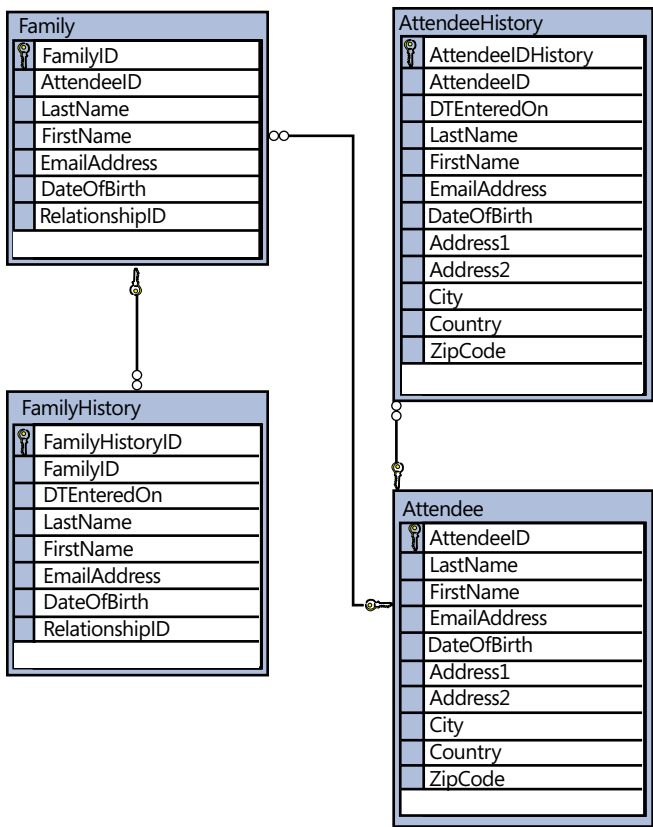 Family
FamilyID
AttendeeID
LastName
FirstName
EmailAddress
DateOfBirth
RelationshipID
FamilyHistory
FamilyHistoryID
FamilyID
DTEnteredOn
LastName
FirstName
EmailAddress
DateOfBirth
RelationshipID
AttendeeHistory
AttendeeIDHistory
AttendeeID
DTEnteredOn
LastName
FirstName
EmailAddress
DateOfBirth
Address1
Address2
City
Country
ZipCode
Attendee
AttendeeID
LastName
FirstName
EmailAddress
DateOfBirth
Address1
Address2
City
Country
ZipCode